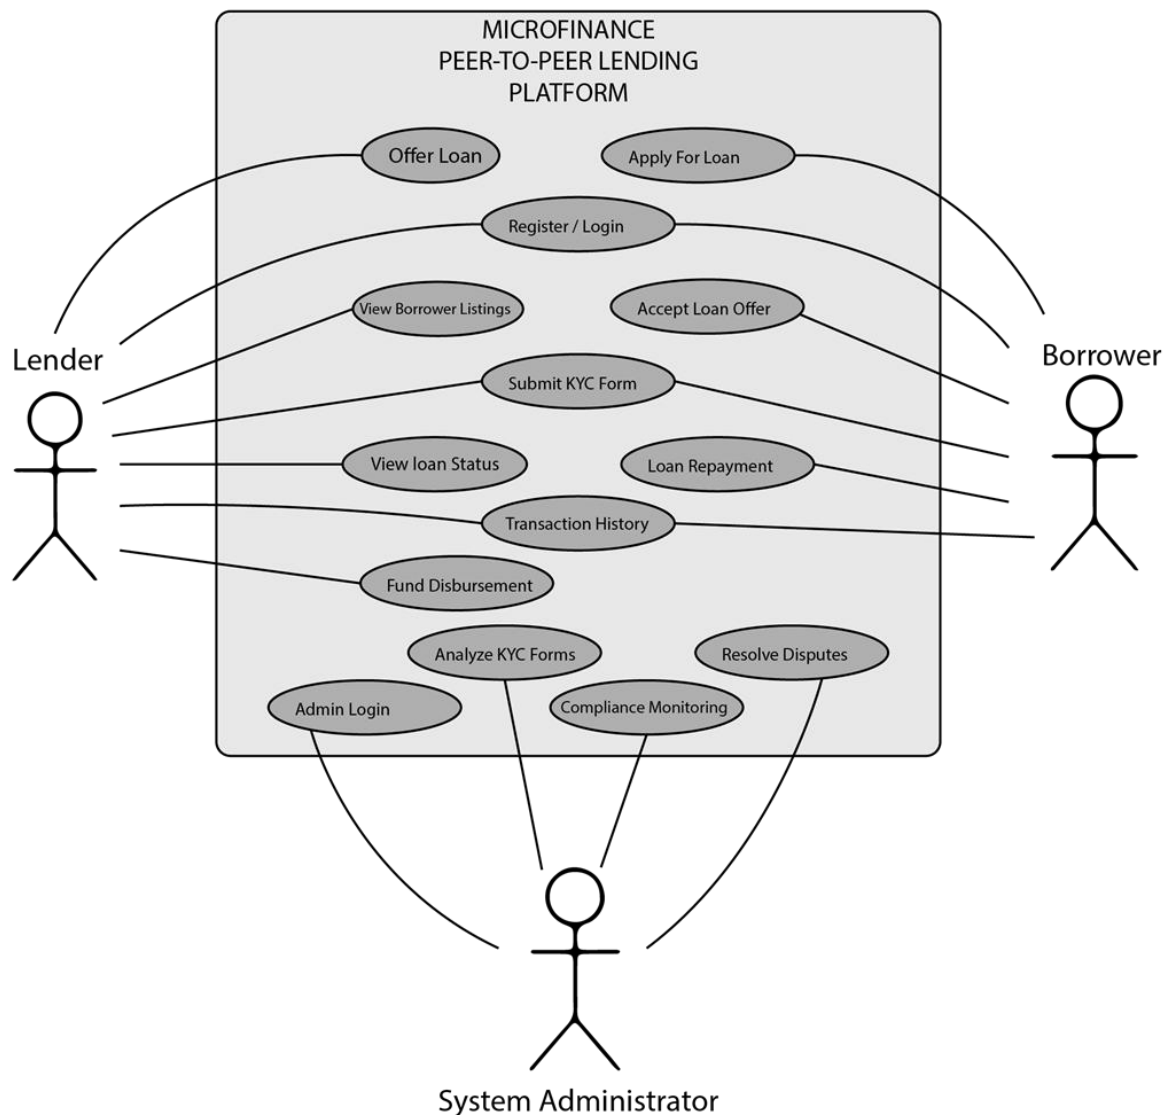 MICROFINANCE
PEER-TO-PEER LENDING
PLATFORM
Offer Loan
Apply For Loan
Register / Login
View Borrower Listings
Accept Loan Offer
Lender
Borrower
Submit KYC Form
View loan Status
Loan Repayment
Transaction History
Fund Disbursement
Analyze KYC Forms
Resolve Disputes
Admin Login
Compliance Monitoring
System Administrator